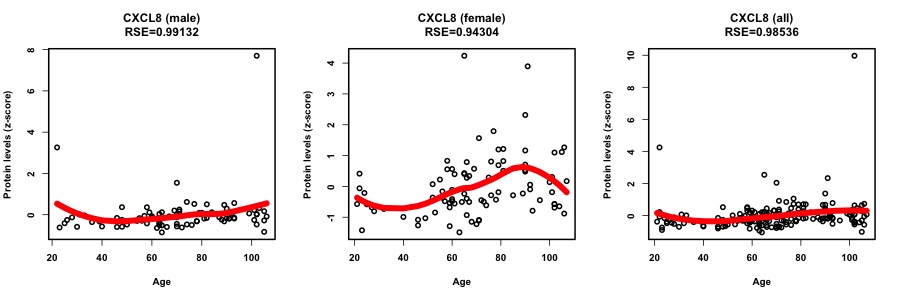 CXCL8 (male)
RSE=0.99132
Protein levels (z-score)
8
6
4
2
0
20 40 60 80 100
Age
CXCL8 (female)
RSE=0.94304
Protein levels (z-score)
4
3
2
1
0
-1
20 40 60 80 100
Age
CXCL8 (all)
RSE=0.98536
Protein levels (z-score)
10
8
6
4
2
0
20 40 60 80 100
Age